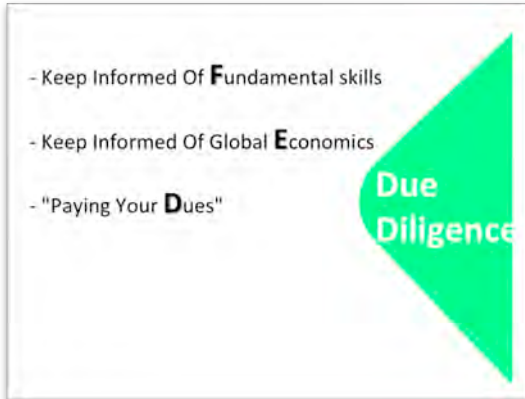 - Keep Informed Of Fundamental skills
- Keep Informed Of Global Economics
- "Paying Your Dues"
Due
Diligence